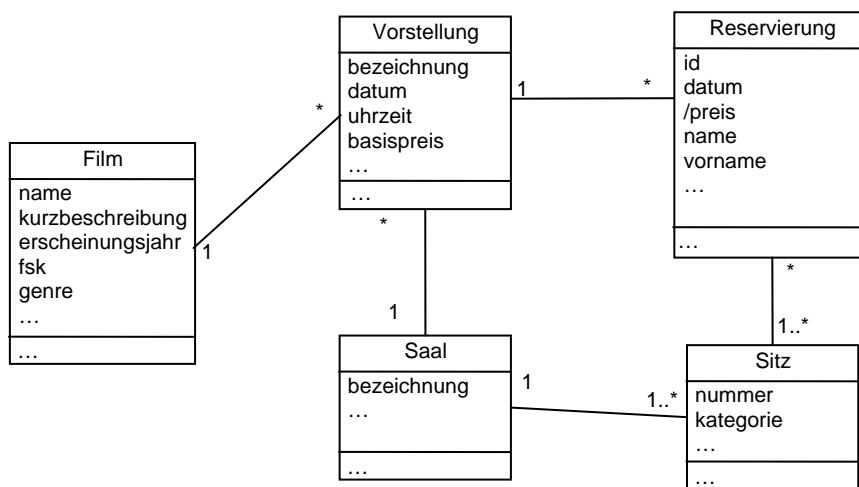 Vorstellung
bezeichnung
datum
uhrzeit
basispreis
…
…
Reservierung
id
datum
/preis
name
vorname
…
…
1
*
*
Film
name
kurzbeschreibung
erscheinungsjahr
fsk
genre
…
…
1
*
1
*
1..*
Saal
bezeichnung
…
…
1
1..*
Sitz
nummer
kategorie
…
…